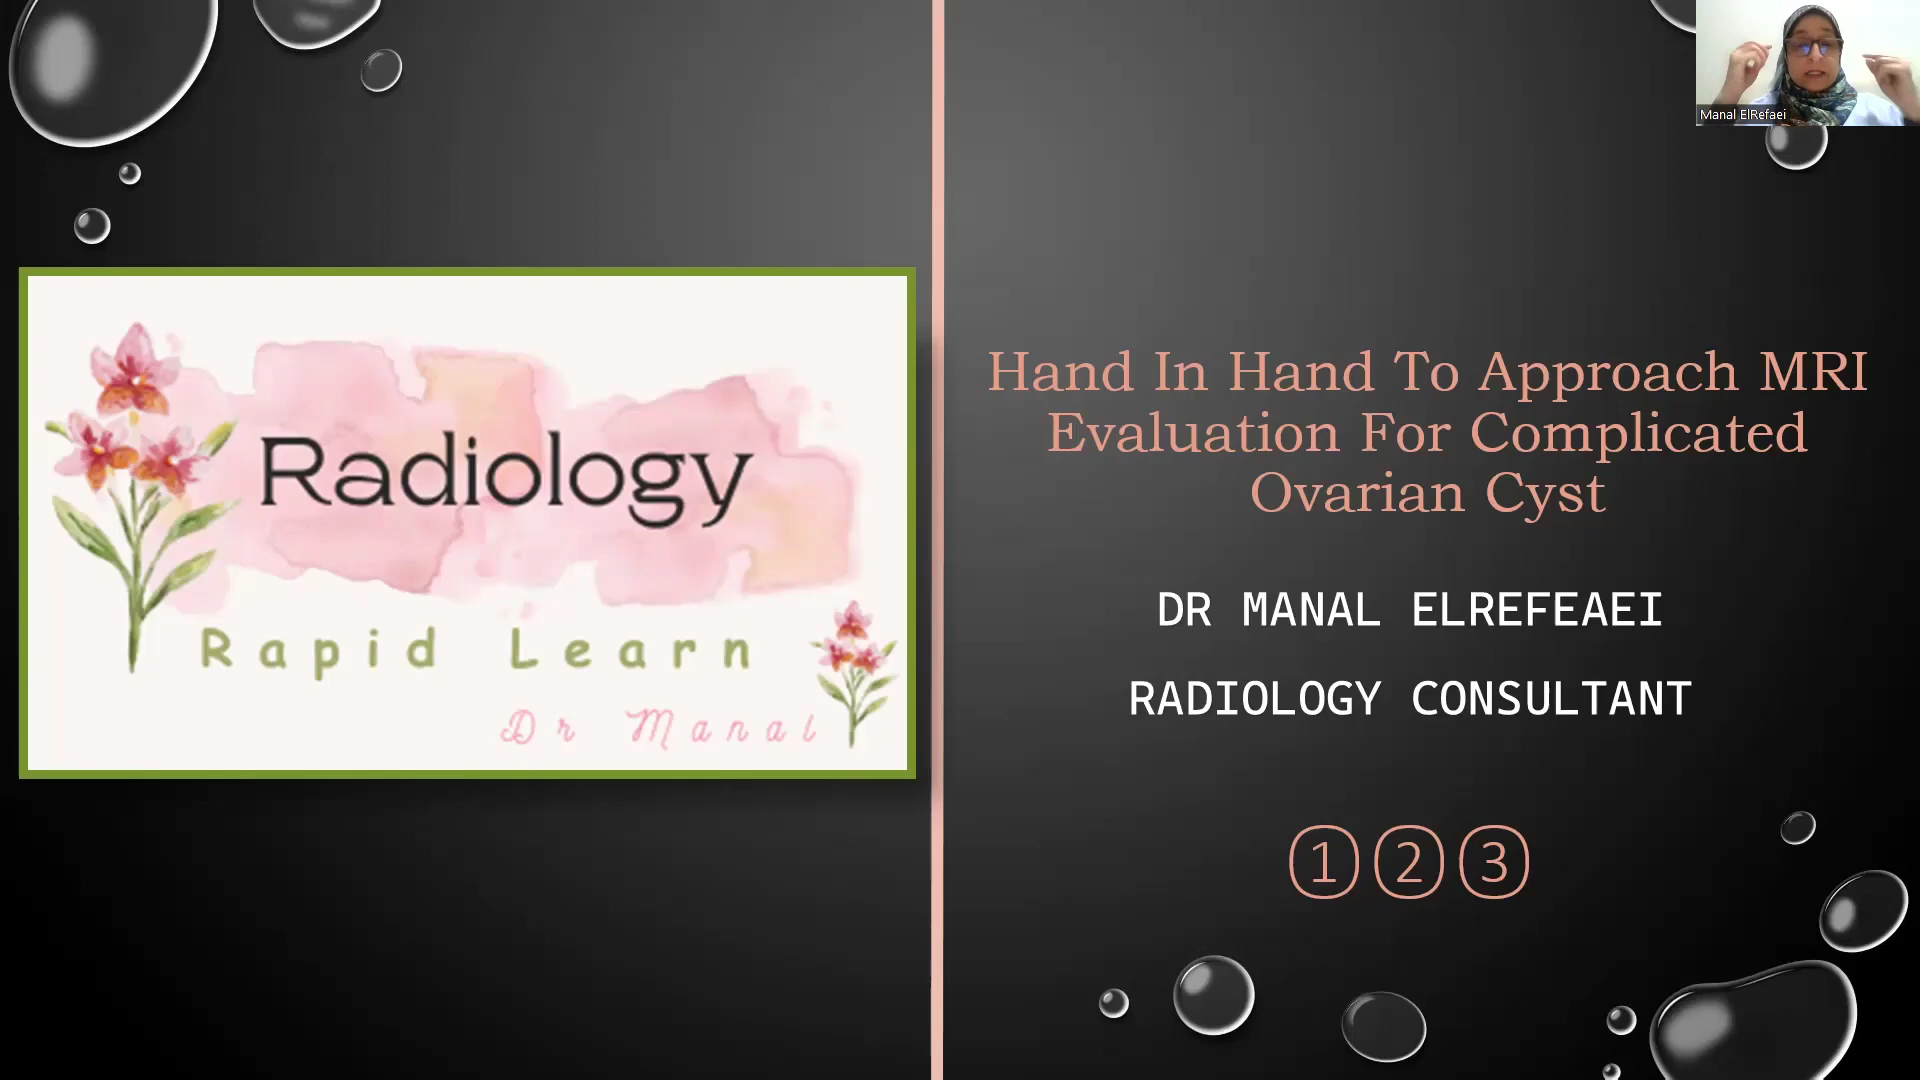 Manal ElRefaei
Radiology
Rapid Learn
Dr Manal
Hand In Hand To Approach MRI
Evaluation For Complicated
Ovarian Cyst
DR MANAL ELREFEAEI
RADIOLOGY CONSULTANT
① ② ③